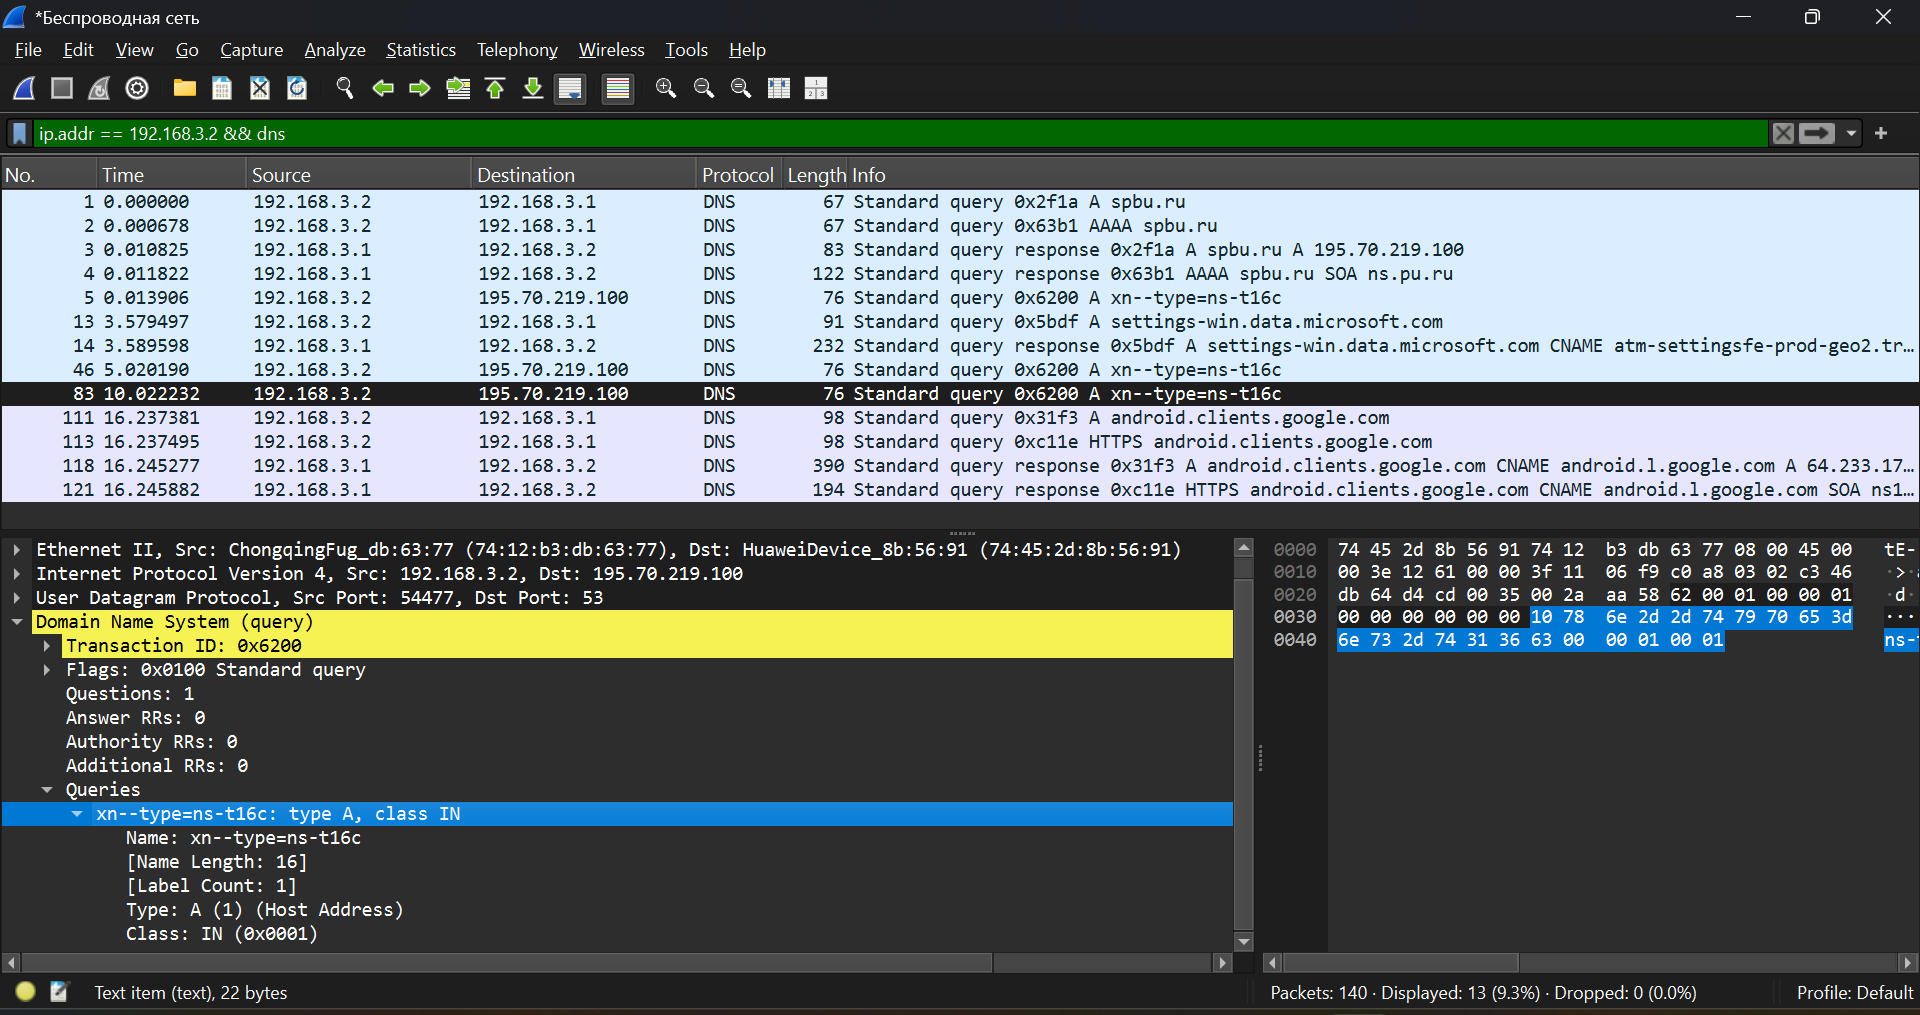 *Беспроводная сеть
File Edit View Go Capture Analyze Statistics Telephony Wireless Tools Help
ip.addr == 192.168.3.2 && dns
No. Time Source Destination Protocol Length Info
1 0.000000 192.168.3.2 192.168.3.1 DNS 67 Standard query 0x2f1a A spbu.ru
2 0.000678 192.168.3.2 192.168.3.1 DNS 67 Standard query 0x63b1 AAAA spbu.ru
3 0.010825 192.168.3.1 192.168.3.2 DNS 83 Standard query response 0x2f1a A spbu.ru A 195.70.219.100
4 0.011822 192.168.3.1 192.168.3.2 DNS 122 Standard query response 0x63b1 AAAA spbu.ru SOA ns.pu.ru
5 0.013906 192.168.3.2 195.70.219.100 DNS 76 Standard query 0x6200 A xn--type=ns-t16c
13 3.579497 192.168.3.2 192.168.3.1 DNS 91 Standard query 0x5bdf A settings-win.data.microsoft.com
14 3.589598 192.168.3.1 192.168.3.2 DNS 232 Standard query response 0x5bdf A settings-win.data.microsoft.com CNAME atm-settingsfe-prod-geo2.tr…
46 5.020190 192.168.3.2 195.70.219.100 DNS 76 Standard query 0x6200 A xn--type=ns-t16c
83 10.022232 192.168.3.2 195.70.219.100 DNS 76 Standard query 0x6200 A xn--type=ns-t16c
111 16.237381 192.168.3.2 192.168.3.1 DNS 98 Standard query 0x31f3 A android.clients.google.com
113 16.237495 192.168.3.2 192.168.3.1 DNS 98 Standard query 0xc11e HTTPS android.clients.google.com
118 16.245277 192.168.3.1 192.168.3.2 DNS 390 Standard query response 0x31f3 A android.clients.google.com CNAME android.l.google.com A 64.233.17…
121 16.245882 192.168.3.1 192.168.3.2 DNS 194 Standard query response 0xc11e HTTPS android.clients.google.com CNAME android.l.google.com SOA ns1…
Ethernet II, Src: ChongqingFug_db:63:77 (74:12:b3:db:63:77), Dst: HuaweiDevice_8b:56:91 (74:45:2d:8b:56:91)
Internet Protocol Version 4, Src: 192.168.3.2, Dst: 195.70.219.100
User Datagram Protocol, Src Port: 54477, Dst Port: 53
Domain Name System (query)
Transaction ID: 0x6200
Flags: 0x0100 Standard query
Questions: 1
Answer RRs: 0
Authority RRs: 0
Additional RRs: 0
Queries
xn--type=ns-t16c: type A, class IN
Name: xn--type=ns-t16c
[Name Length: 16]
[Label Count: 1]
Type: A (1) (Host Address)
Class: IN (0x0001)
0000 74 45 2d 8b 56 91 74 12 b3 db 63 77 08 00 45 00 tE-
0010 00 3e 12 61 00 00 3f 11 06 f9 c0 a8 03 02 c3 46 ·>·
0020 db 64 d4 cd 00 35 00 2a aa 58 62 00 01 00 00 01 ·d·
0030 00 00 00 00 00 00 10 78 6e 2d 2d 74 79 70 65 3d ···
0040 6e 73 2d 74 31 36 63 00 00 01 00 01 ns-
Text item (text), 22 bytes
Packets: 140 · Displayed: 13 (9.3%) · Dropped: 0 (0.0%)
Profile: Default